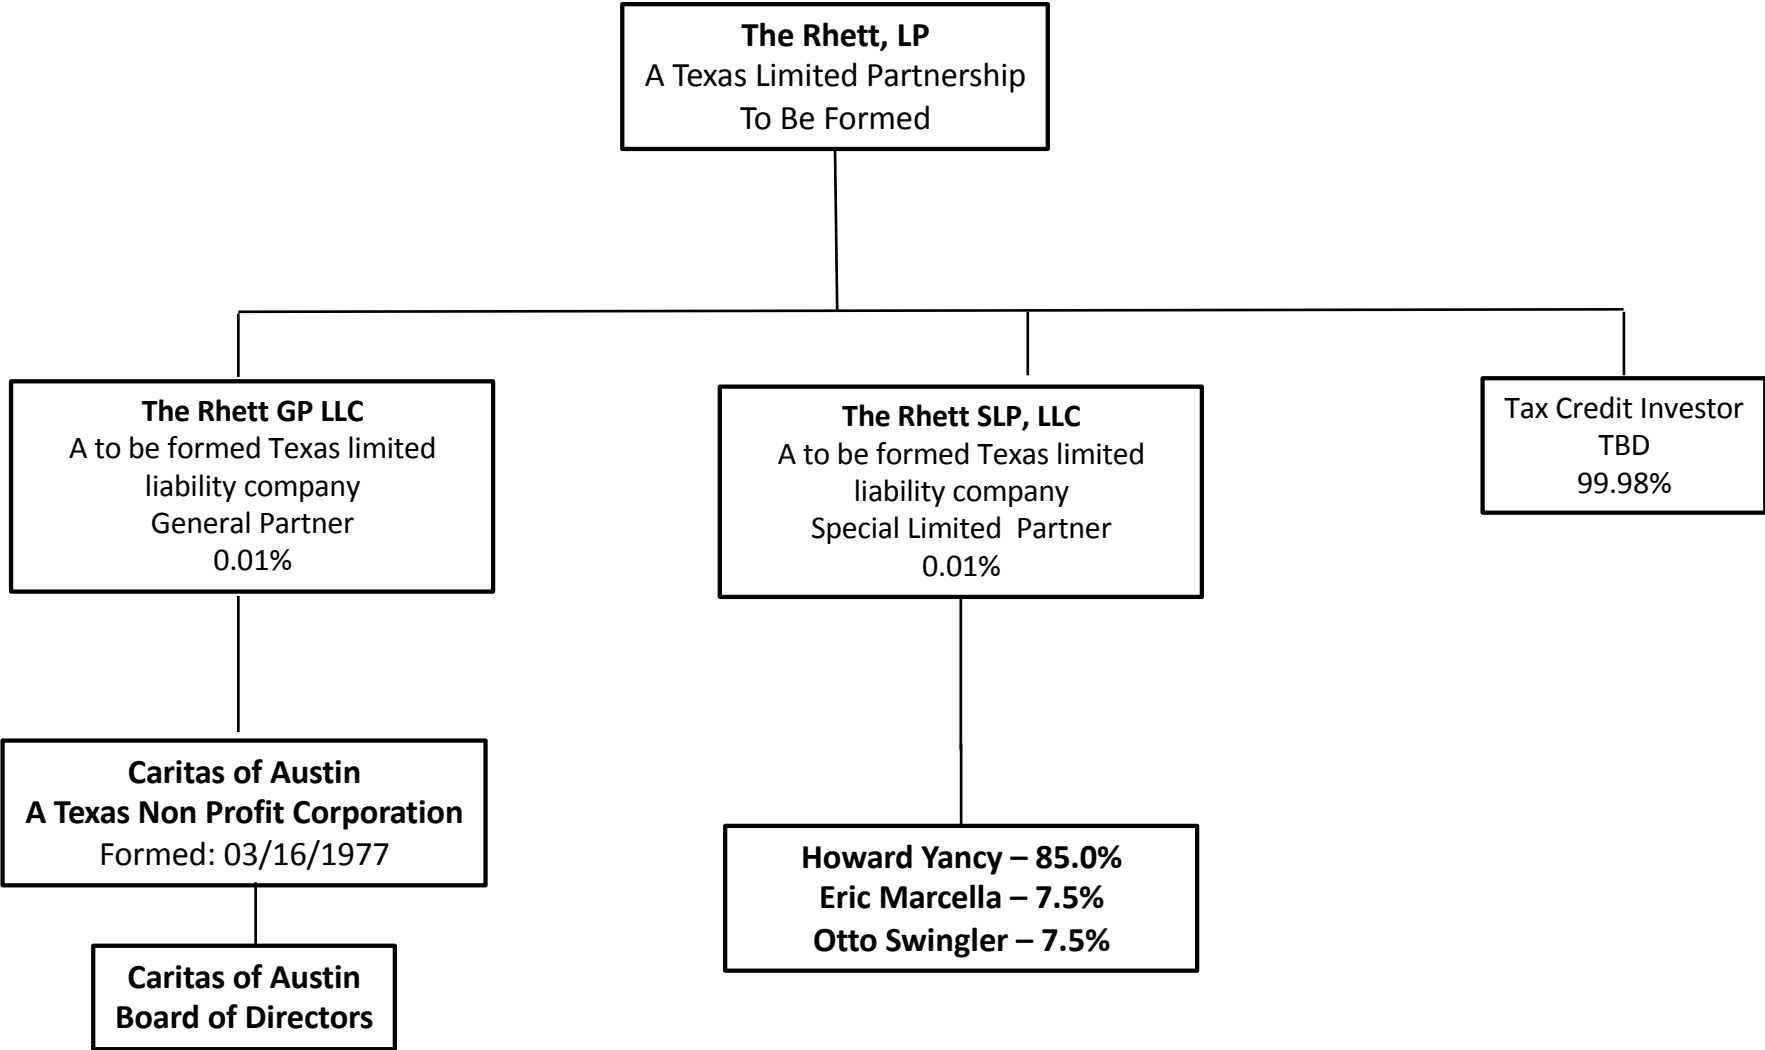 The Rhett, LP
A Texas Limited Partnership
To Be Formed
The Rhett GP LLC
A to be formed Texas limited
liability company
General Partner
0.01%
The Rhett SLP, LLC
A to be formed Texas limited
liability company
Special Limited Partner
0.01%
Tax Credit Investor
TBD
99.98%
Caritas of Austin
A Texas Non Profit Corporation
Formed: 03/16/1977
Howard Yancy – 85.0%
Eric Marcella – 7.5%
Otto Swingler – 7.5%
Caritas of Austin
Board of Directors